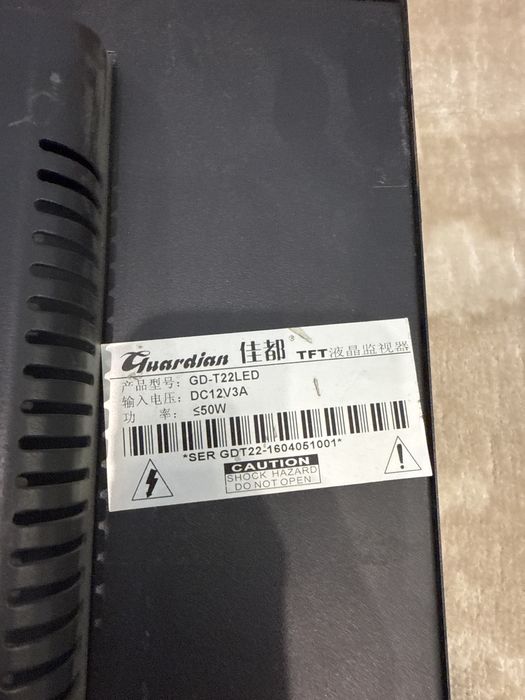 Guardian 佳都® TFT液晶监视器
产品型号: GD-T22LED
输入电压: DC12V3A
功 率: ≤50W
*SER GDT22-1604051001*
CAUTION
SHOCK HAZARD
DO NOT OPEN